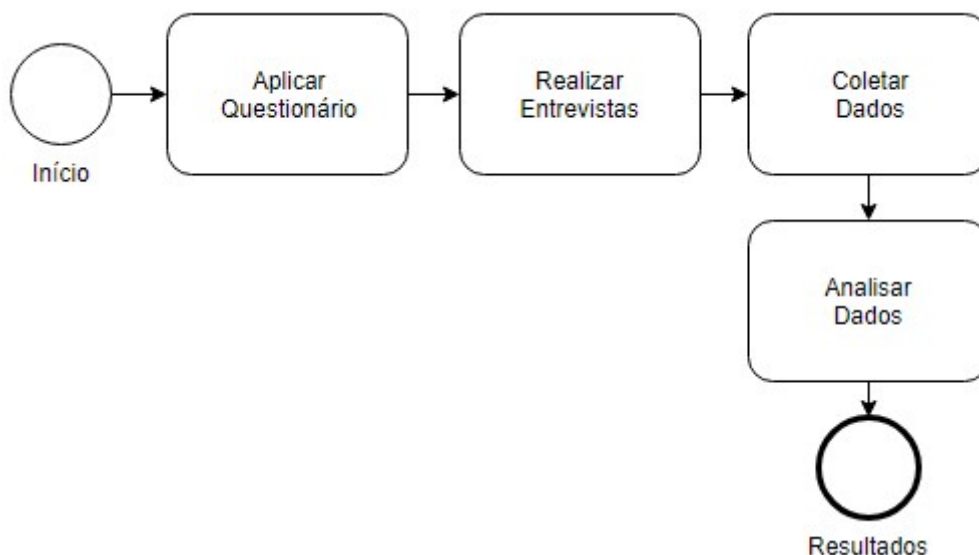 Início
Aplicar
Questionário
Realizar
Entrevistas
Coletar
Dados
Analisar
Dados
Resultados